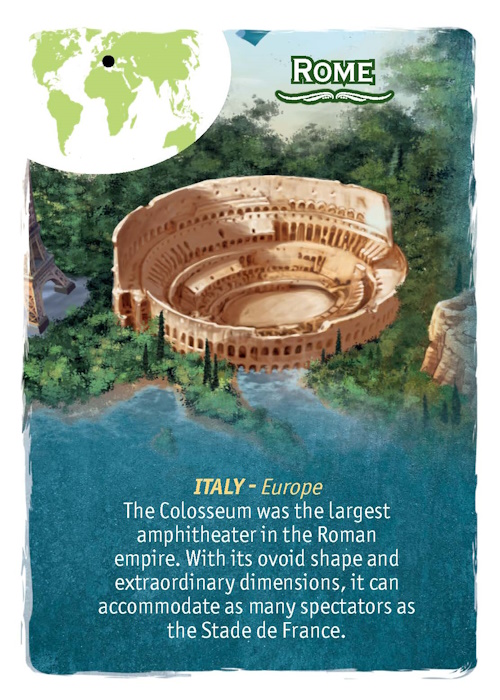 ROME
ITALY - Europe
The Colosseum was the largest
amphitheater in the Roman
empire. With its ovoid shape and
extraordinary dimensions, it can
accommodate as many spectators as
the Stade de France.